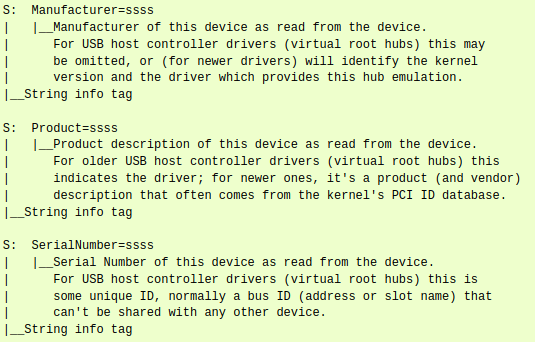 S:  Manufacturer=ssss
|   |__Manufacturer of this device as read from the device.
|      For USB host controller drivers (virtual root hubs) this may
|      be omitted, or (for newer drivers) will identify the kernel
|      version and the driver which provides this hub emulation.
|__String info tag

S:  Product=ssss
|   |__Product description of this device as read from the device.
|      For older USB host controller drivers (virtual root hubs) this
|      indicates the driver; for newer ones, it's a product (and vendor)
|      description that often comes from the kernel's PCI ID database.
|__String info tag

S:  SerialNumber=ssss
|   |__Serial Number of this device as read from the device.
|      For USB host controller drivers (virtual root hubs) this is
|      some unique ID, normally a bus ID (address or slot name) that
|      can't be shared with any other device.
|__String info tag